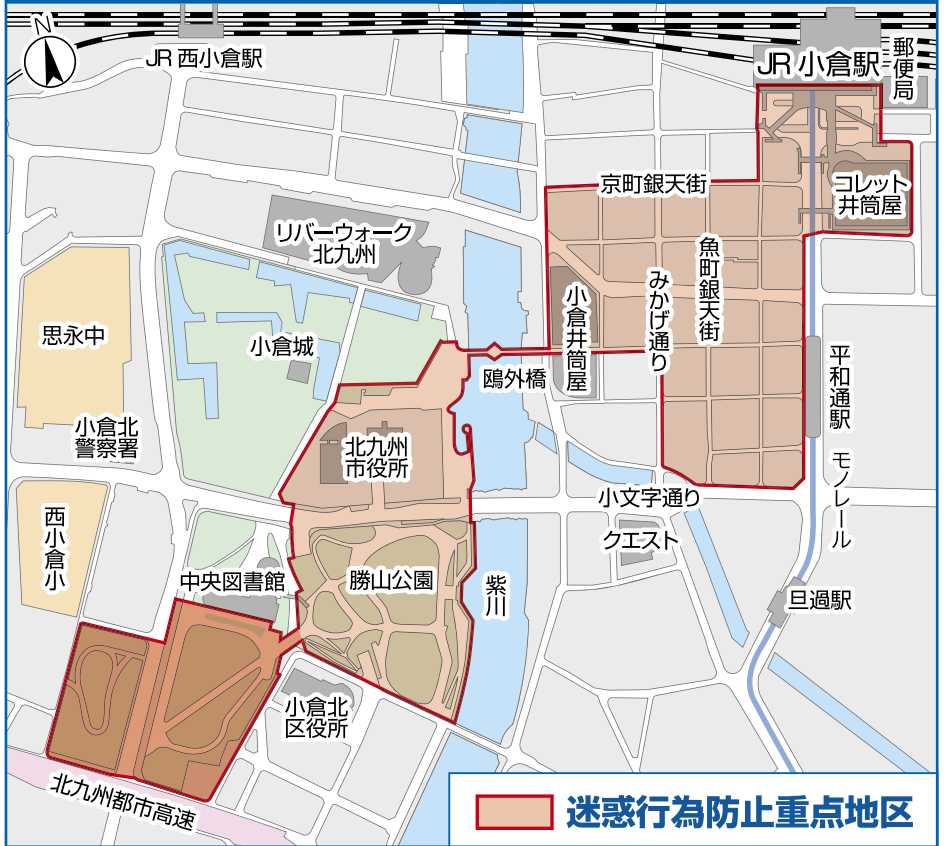 N
JR 西小倉駅
JR 小倉駅
郵便局
京町銀天街
コレット
井筒屋
リバーウォーク
北九州
魚町銀天街
みかげ通り
小倉井筒屋
思永中
小倉城
鴎外橋
平和通駅
小倉北
警察署
北九州
市役所
モノレール
小文字通り
西小倉小
クエスト
中央図書館
勝山公園
紫川
旦過駅
小倉北
区役所
北九州都市高速
迷惑行為防止重点地区